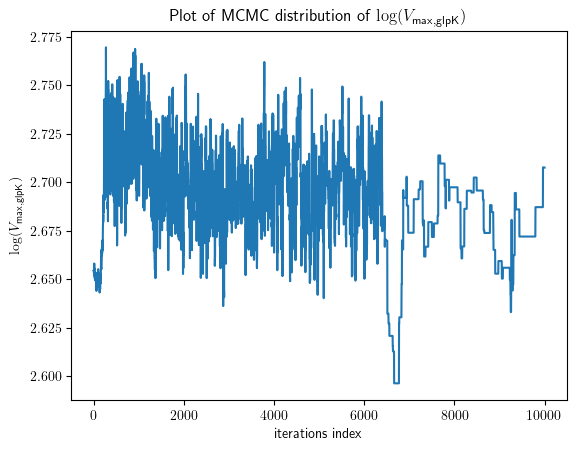 Plot of MCMC distribution of log(V_max,glpK)
2.775
2.750
2.725
2.700
2.675
2.650
2.625
2.600
log(V_max,glpK)
0 2000 4000 6000 8000 10000
iterations index